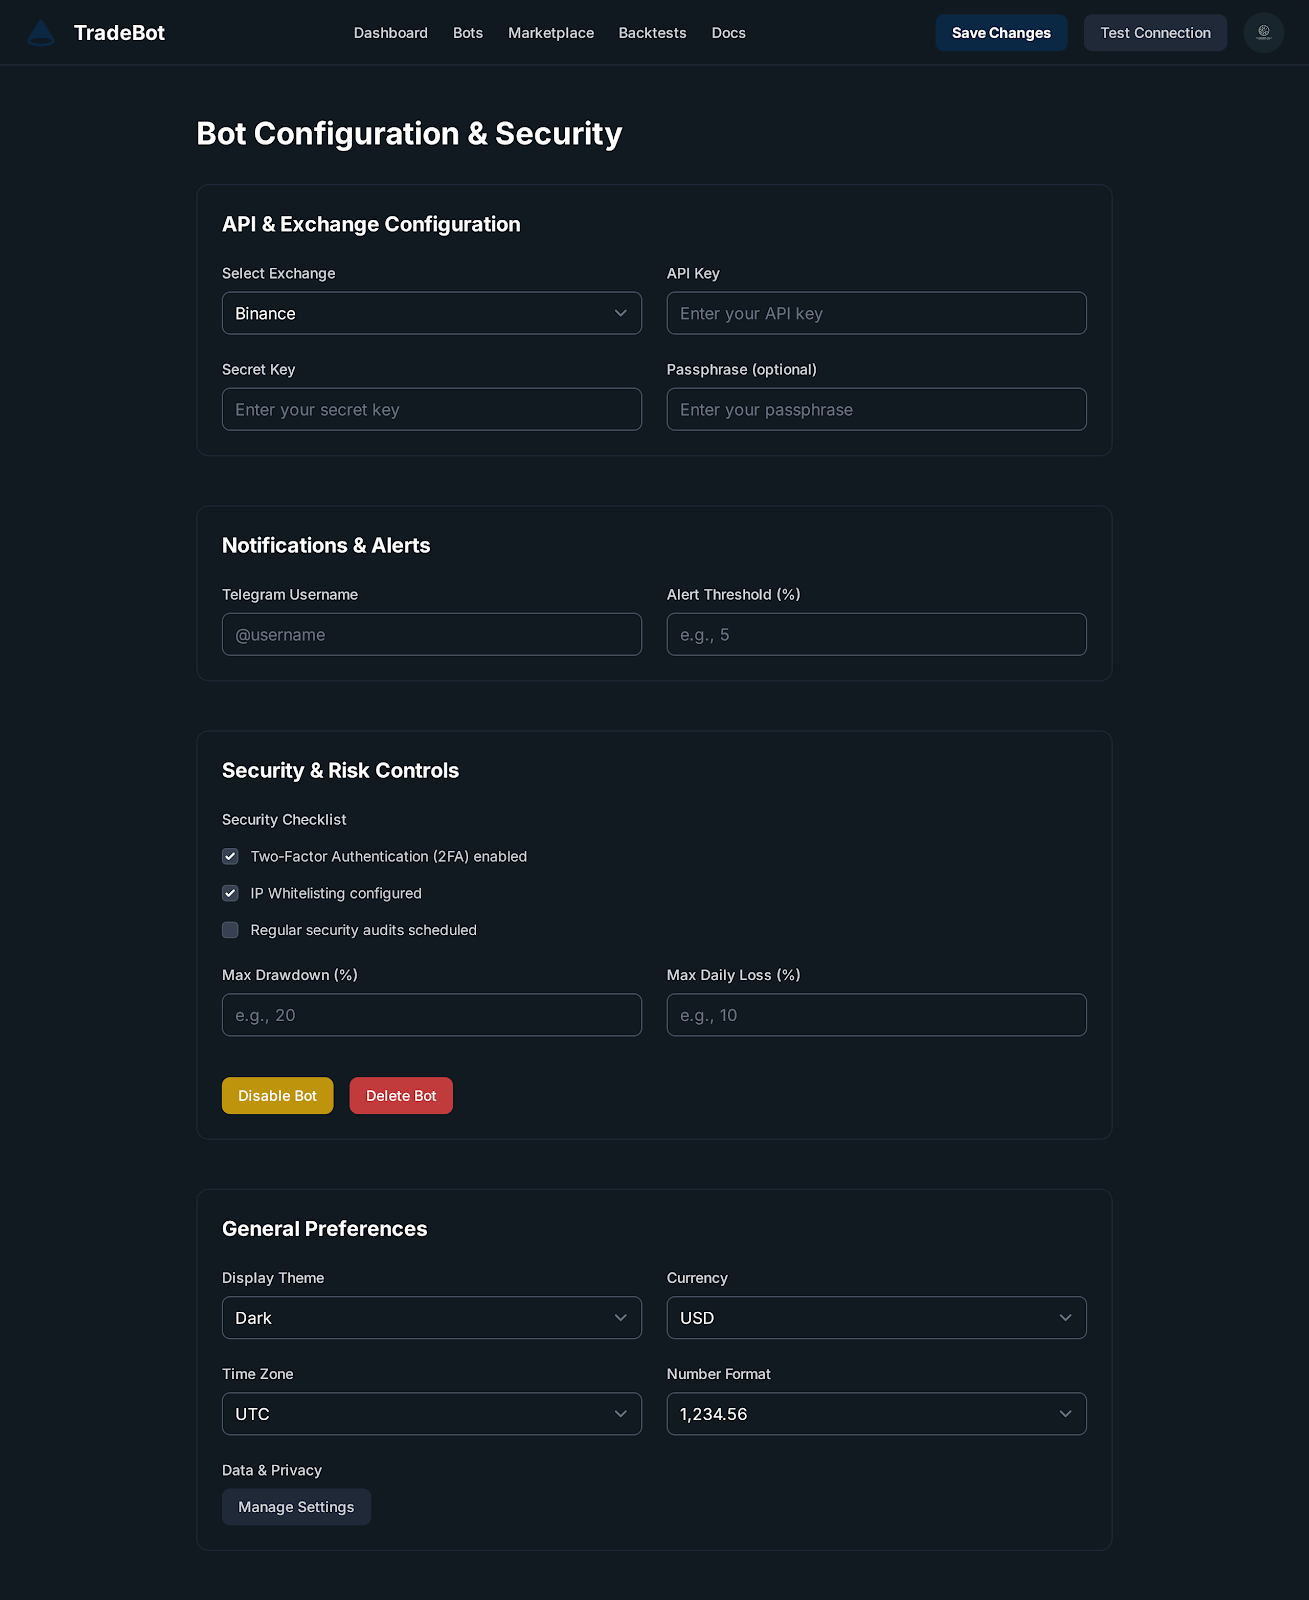 TradeBot
Dashboard
Bots
Marketplace
Backtests
Docs
Save Changes
Test Connection
Bot Configuration & Security
API & Exchange Configuration
Select Exchange
API Key
Binance
Enter your API key
Secret Key
Passphrase (optional)
Enter your secret key
Enter your passphrase
Notifications & Alerts
Telegram Username
Alert Threshold (%)
@username
e.g., 5
Security & Risk Controls
Security Checklist
Two-Factor Authentication (2FA) enabled
IP Whitelisting configured
Regular security audits scheduled
Max Drawdown (%)
Max Daily Loss (%)
e.g., 20
e.g., 10
Disable Bot
Delete Bot
General Preferences
Display Theme
Currency
Dark
USD
Time Zone
Number Format
UTC
1,234.56
Data & Privacy
Manage Settings